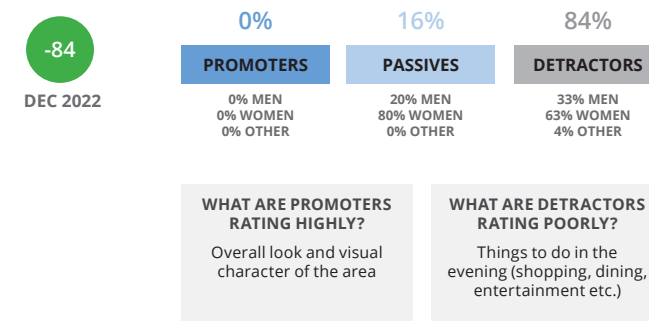 0%
16%
84%
-84
PROMOTERS
PASSIVES
DETRACTORS
DEC 2022
0% MEN
0% WOMEN
0% OTHER
20% MEN
80% WOMEN
0% OTHER
33% MEN
63% WOMEN
4% OTHER
WHAT ARE PROMOTERS
RATING HIGHLY?
Overall look and visual
character of the area
WHAT ARE DETRACTORS
RATING POORLY?
Things to do in the
evening (shopping, dining,
entertainment etc.)